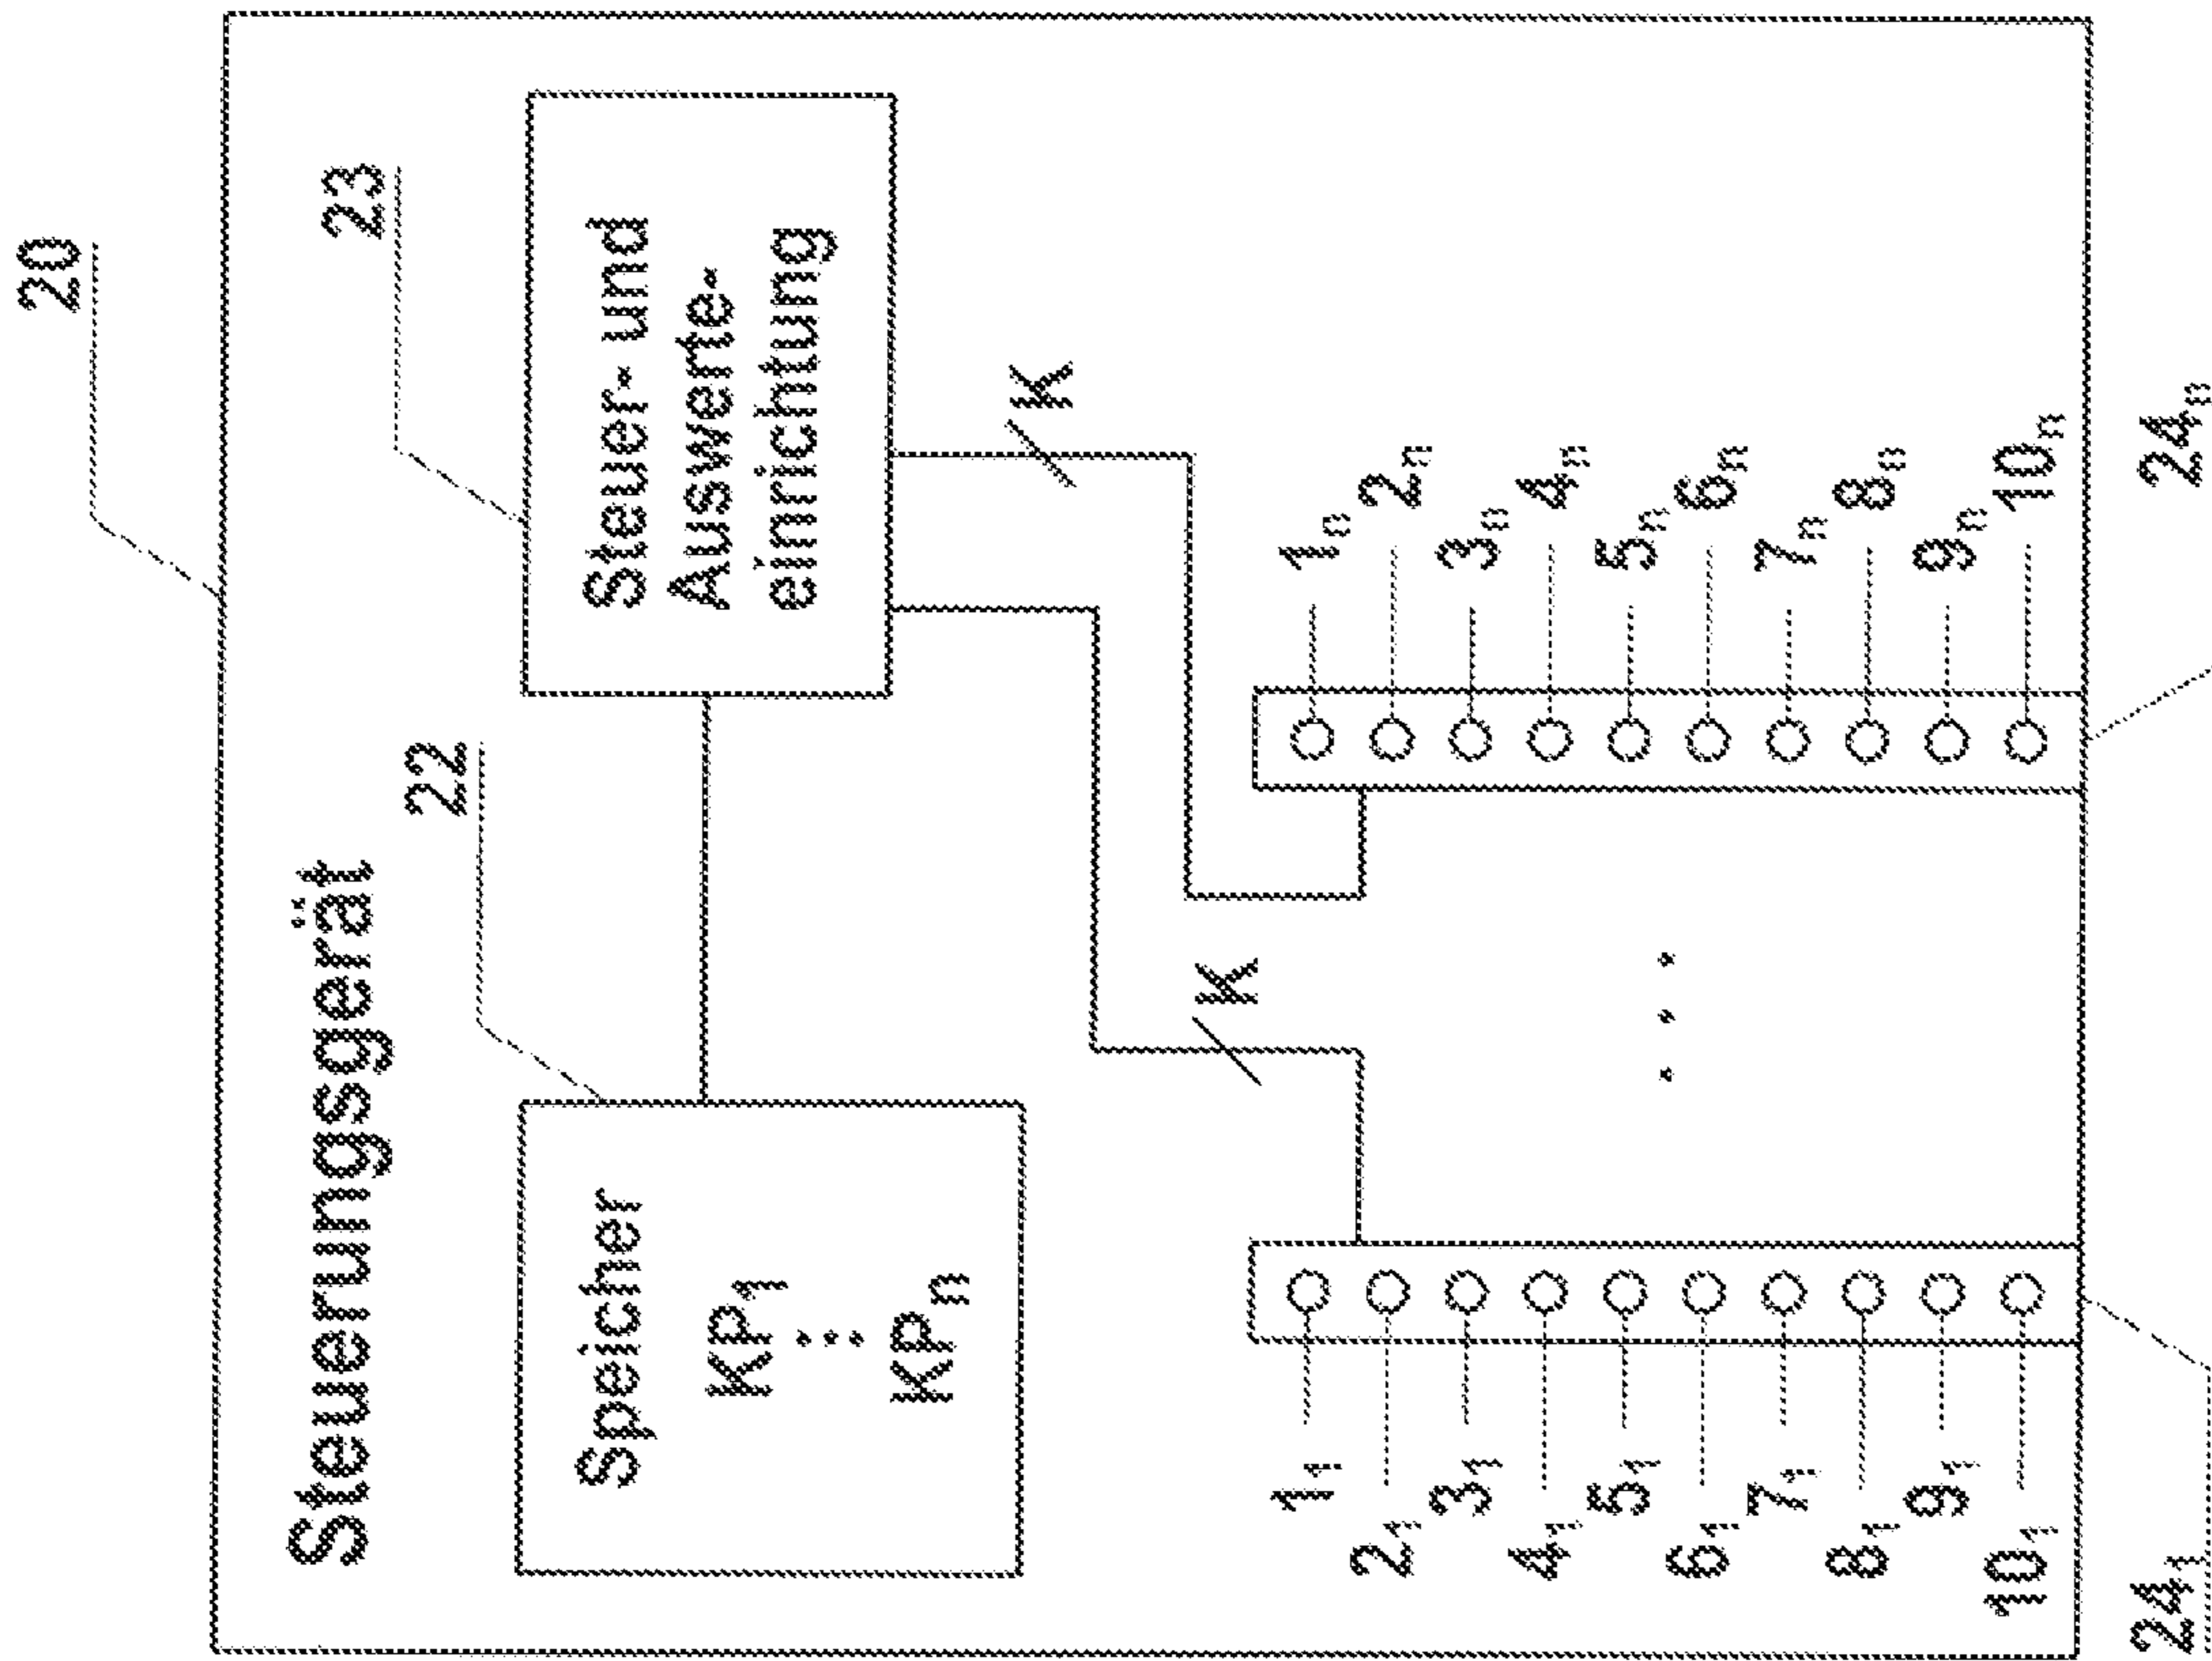 20
Steuerungsgerät
22
23
Speicher
KP₁
⋮
KPₙ
Steuer- und
Auswerte-
einrichtung
K
K
1₁
2₁
3₁
4₁
5₁
6₁
7₁
8₁
9₁
10₁
. . .
1ₙ
2ₙ
3ₙ
4ₙ
5ₙ
6ₙ
7ₙ
8ₙ
9ₙ
10ₙ
24₁
24ₙ